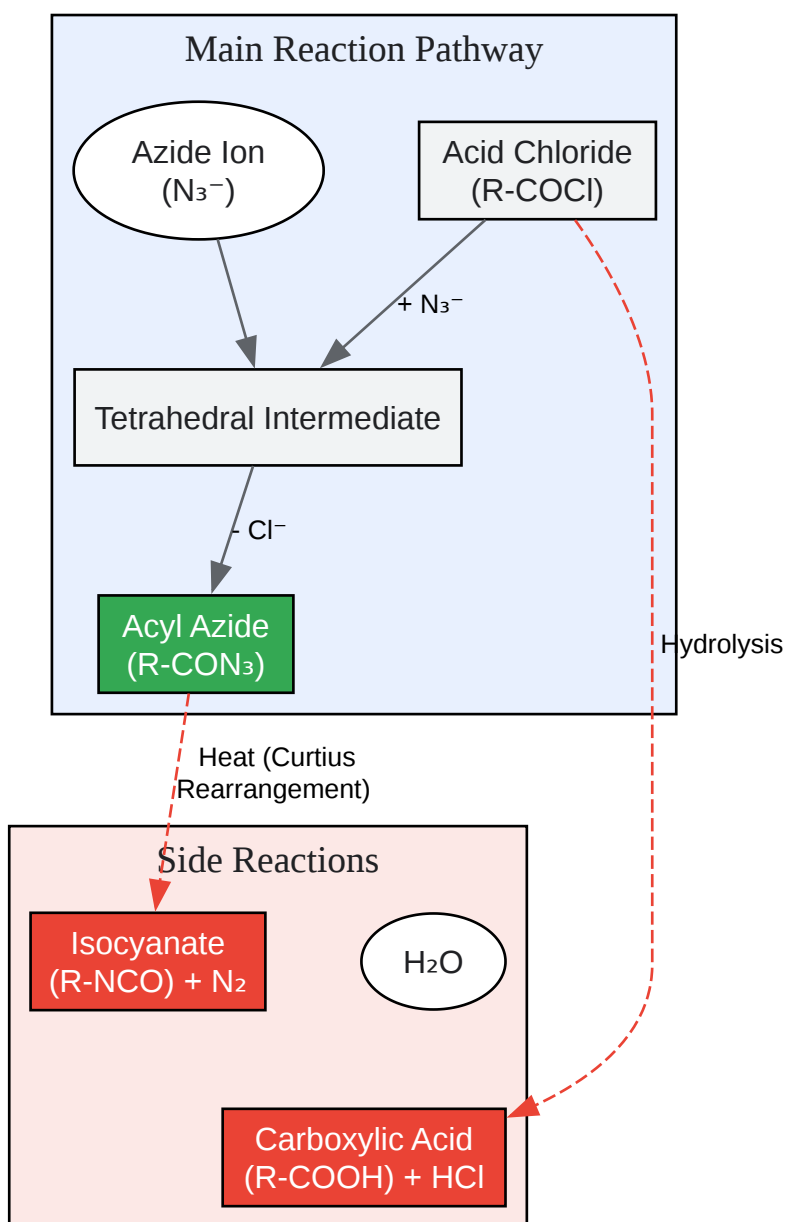 Main Reaction Pathway
Azide Ion
(N₃⁻)
Acid Chloride
(R-COCl)
+ N₃⁻
Tetrahedral Intermediate
- Cl⁻
Acyl Azide
(R-CON₃)
Hydrolysis
Heat (Curtius
Rearrangement)
Side Reactions
Isocyanate
(R-NCO) + N₂
H₂O
Carboxylic Acid
(R-COOH) + HCl